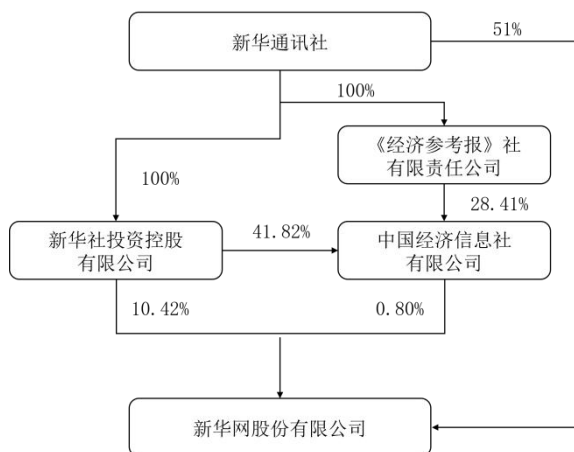 新华通讯社
51%
100%
《经济参考报》社
有限责任公司
100%
28.41%
新华社投资控股
有限公司
41.82%
中国经济信息社
有限公司
10.42%
0.80%
新华网股份有限公司